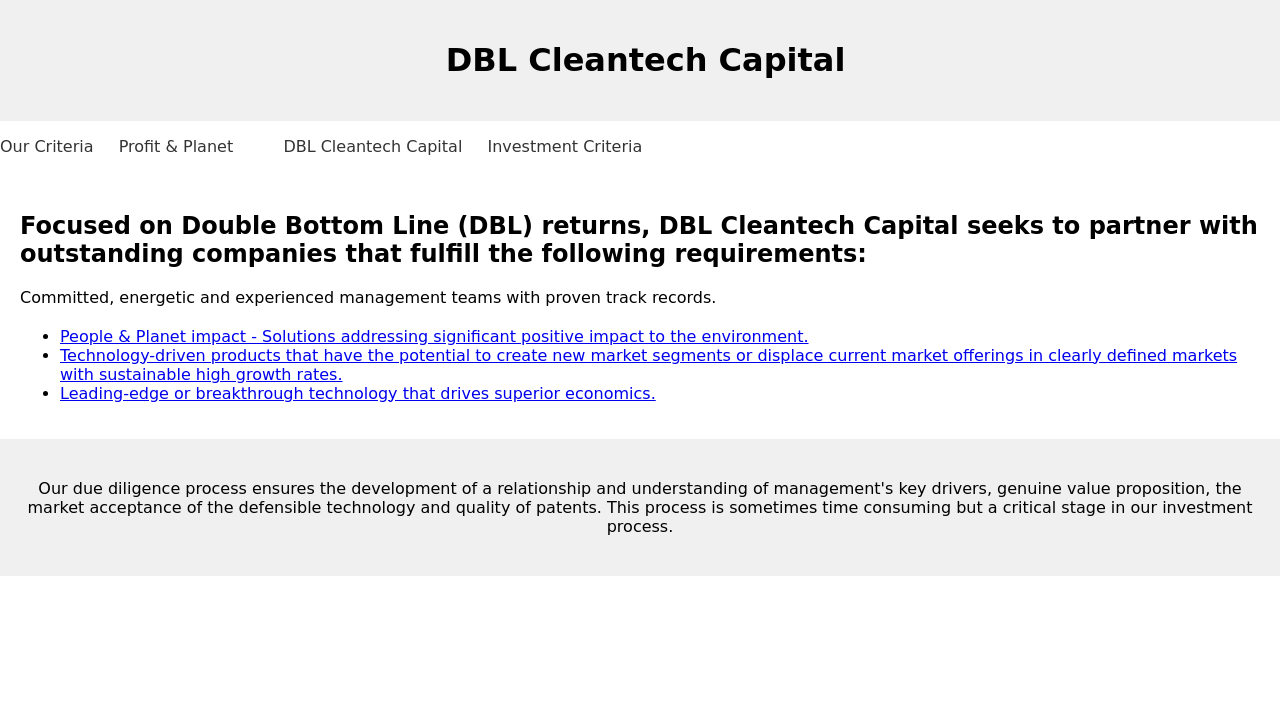 DBL Cleantech Capital
Our Criteria Profit & Planet DBL Cleantech Capital Investment Criteria
Focused on Double Bottom Line (DBL) returns, DBL Cleantech Capital seeks to partner with
outstanding companies that fulfill the following requirements:
Committed, energetic and experienced management teams with proven track records.
• People & Planet impact - Solutions addressing significant positive impact to the environment.
• Technology-driven products that have the potential to create new market segments or displace current market offerings in clearly defined markets
with sustainable high growth rates.
• Leading-edge or breakthrough technology that drives superior economics.
Our due diligence process ensures the development of a relationship and understanding of management's key drivers, genuine value proposition, the
market acceptance of the defensible technology and quality of patents. This process is sometimes time consuming but a critical stage in our investment
process.